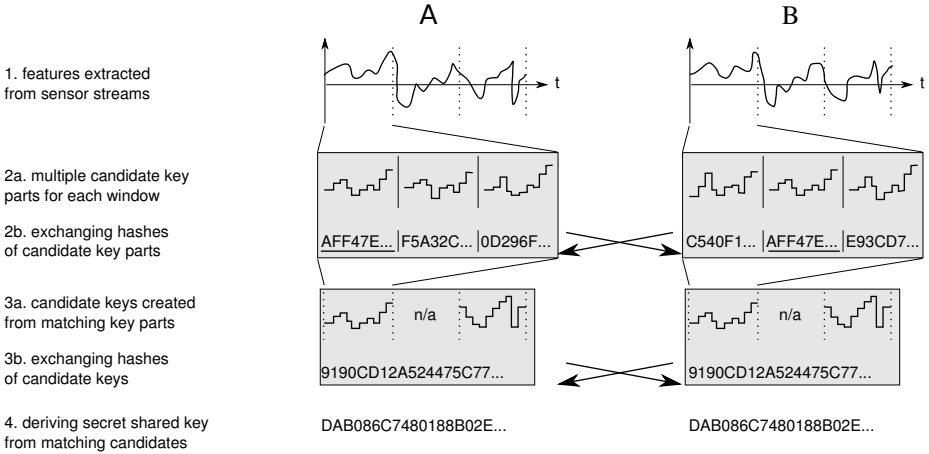 A B
1. features extracted
from sensor streams
t t
2a. multiple candidate key
parts for each window
2b. exchanging hashes
of candidate key parts
AFF47E... F5A32C... 0D296F... C540F1... AFF47E... E93CD7...
3a. candidate keys created
from matching key parts
n/a n/a
3b. exchanging hashes
of candidate keys
9190CD12A524475C77... 9190CD12A524475C77...
4. deriving secret shared key
from matching candidates
DAB086C7480188B02E... DAB086C7480188B02E...